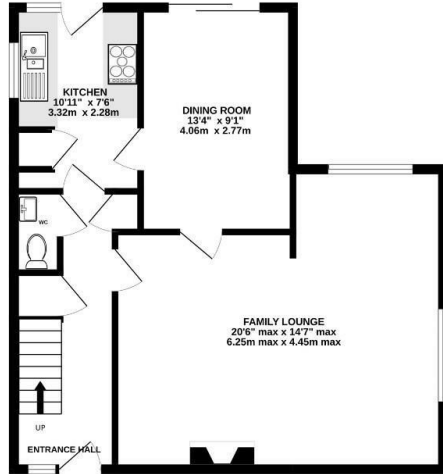 KITCHEN
10'11" x 7'6"
3.32m x 2.28m
DINING ROOM
13'4" x 9'1"
4.06m x 2.77m
WC
FAMILY LOUNGE
20'6" max x 14'7" max
6.25m max x 4.45m max
UP
ENTRANCE HALL